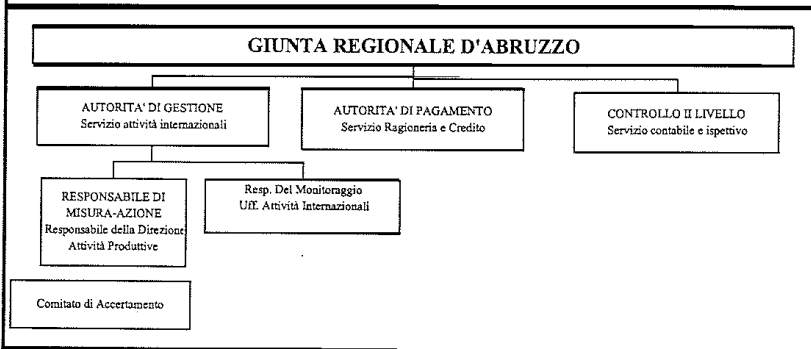 GIUNTA REGIONALE D'ABRUZZO
AUTORITA' DI GESTIONE
Servizio attività internazionali
AUTORITA' DI PAGAMENTO
Servizio Ragioneria e Credito
CONTROLLO II LIVELLO
Servizio contabile e ispettivo
RESPONSABILE DI
MISURA-AZIONE
Responsabile della Direzione
Attività Produttive
Resp. Del Monitoraggio
Uff. Attività Internazionali
Comitato di Accertamento